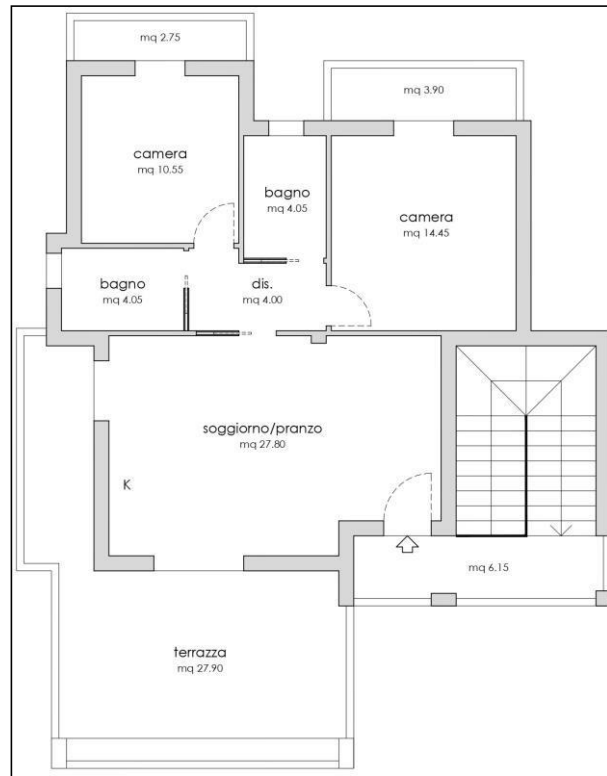 mq 2.75
mq 3.90
camera
mq 10.55
bagno
mq 4.05
camera
mq 14.45
bagno
mq 4.05
dis.
mq 4.00
soggiorno/pranzo
mq 27.80
K
mq 6.15
terrazza
mq 27.90